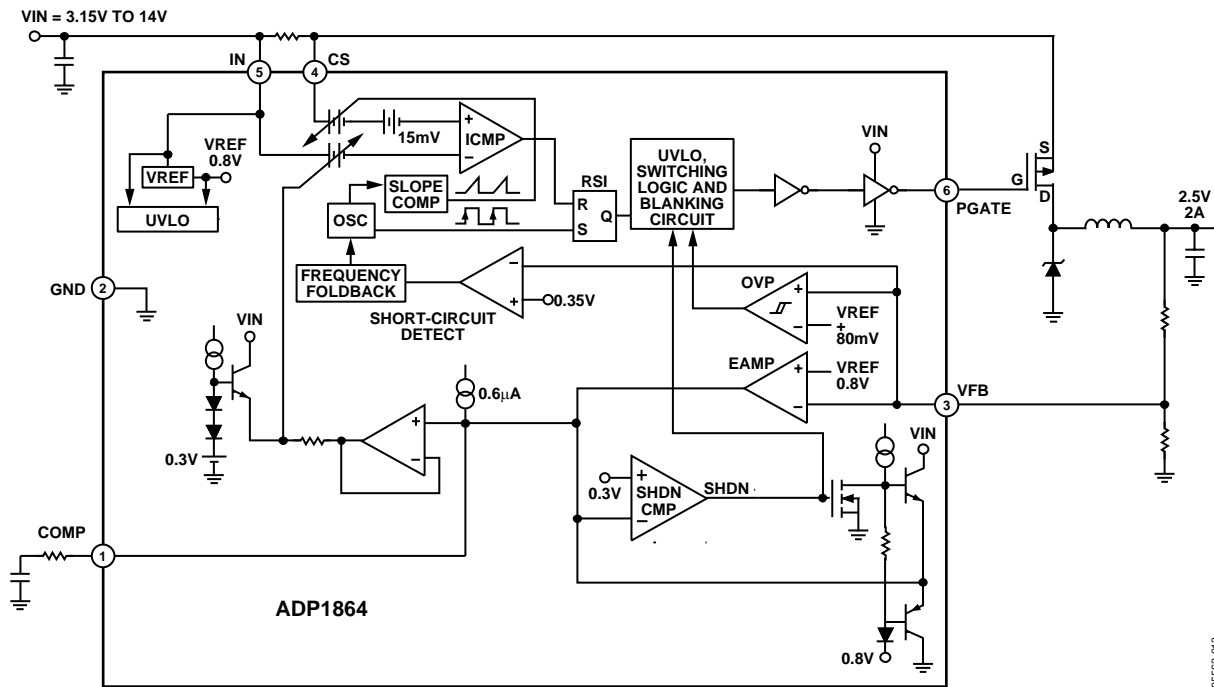 VIN = 3.15V TO 14V
IN
5
4
CS
15mV
+
ICMP
–
VREF
0.8V
VREF
UVLO
SLOPE
COMP
OSC
RSI
R
Q
S
UVLO,
SWITCHING
LOGIC AND
BLANKING
CIRCUIT
VIN
6
PGATE
S
G
D
2.5V
2A
GND
2
FREQUENCY
FOLDBACK
–
+
0.35V
SHORT-CIRCUIT
DETECT
OVP
+
–
VREF
+
80mV
EAMP
+
VREF
0.8V
–
3
VFB
VIN
0.3V
+
–
0.6µA
0.3V
+
SHDN
CMP
–
SHDN
VIN
0.8V
COMP
1
ADP1864